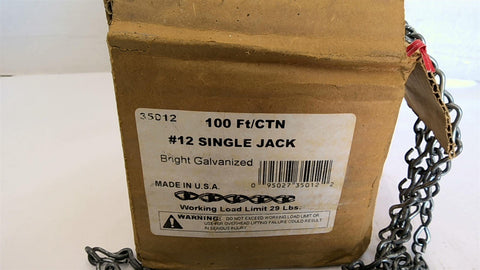 35012
100 Ft/CTN
#12 SINGLE JACK
Bright Galvanized
0 95027 35012 2
MADE IN U.S.A.
Working Load Limit 29 Lbs.
WARNING: DO NOT EXCEED WORKING LOAD LIMIT OR
USE FOR OVERHEAD LIFTING FAILURE COULD RESULT
IN SERIOUS INJURY